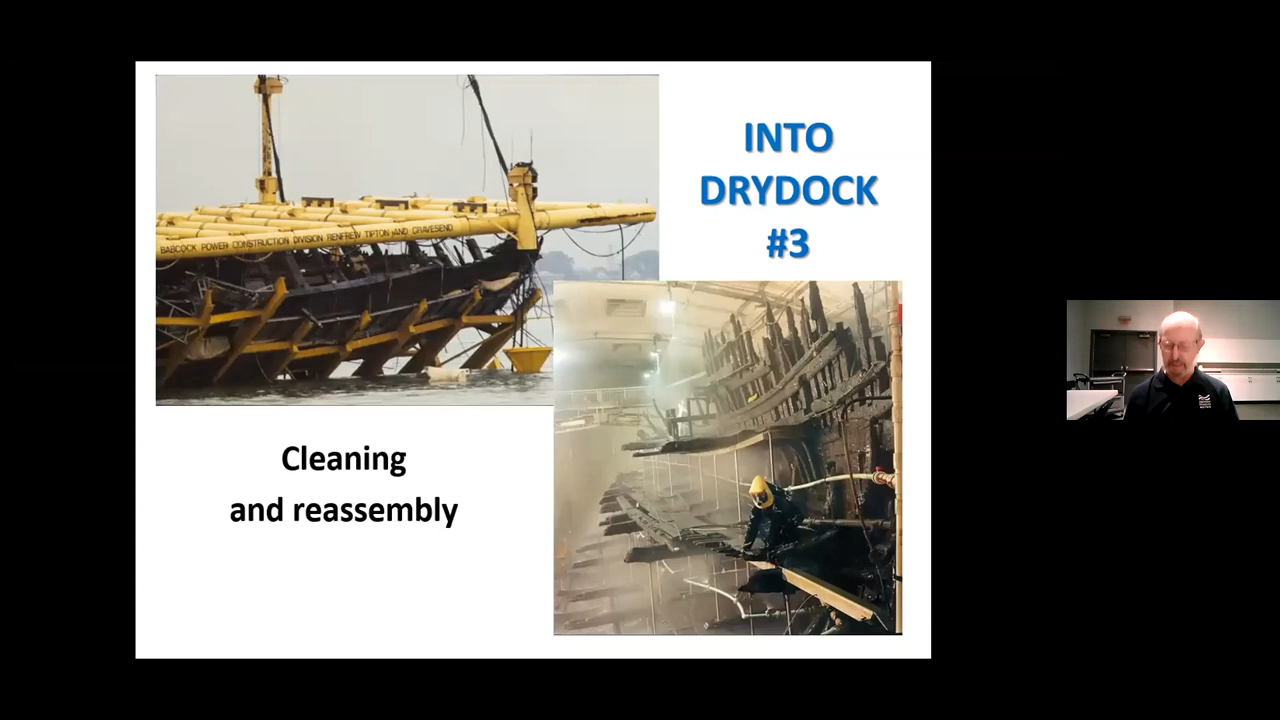 INTO
DRYDOCK
#3
BABCOCK POWER CONSTRUCTION DIVISION RENFREW TIPTON AND GRAVESEND
Cleaning
and reassembly